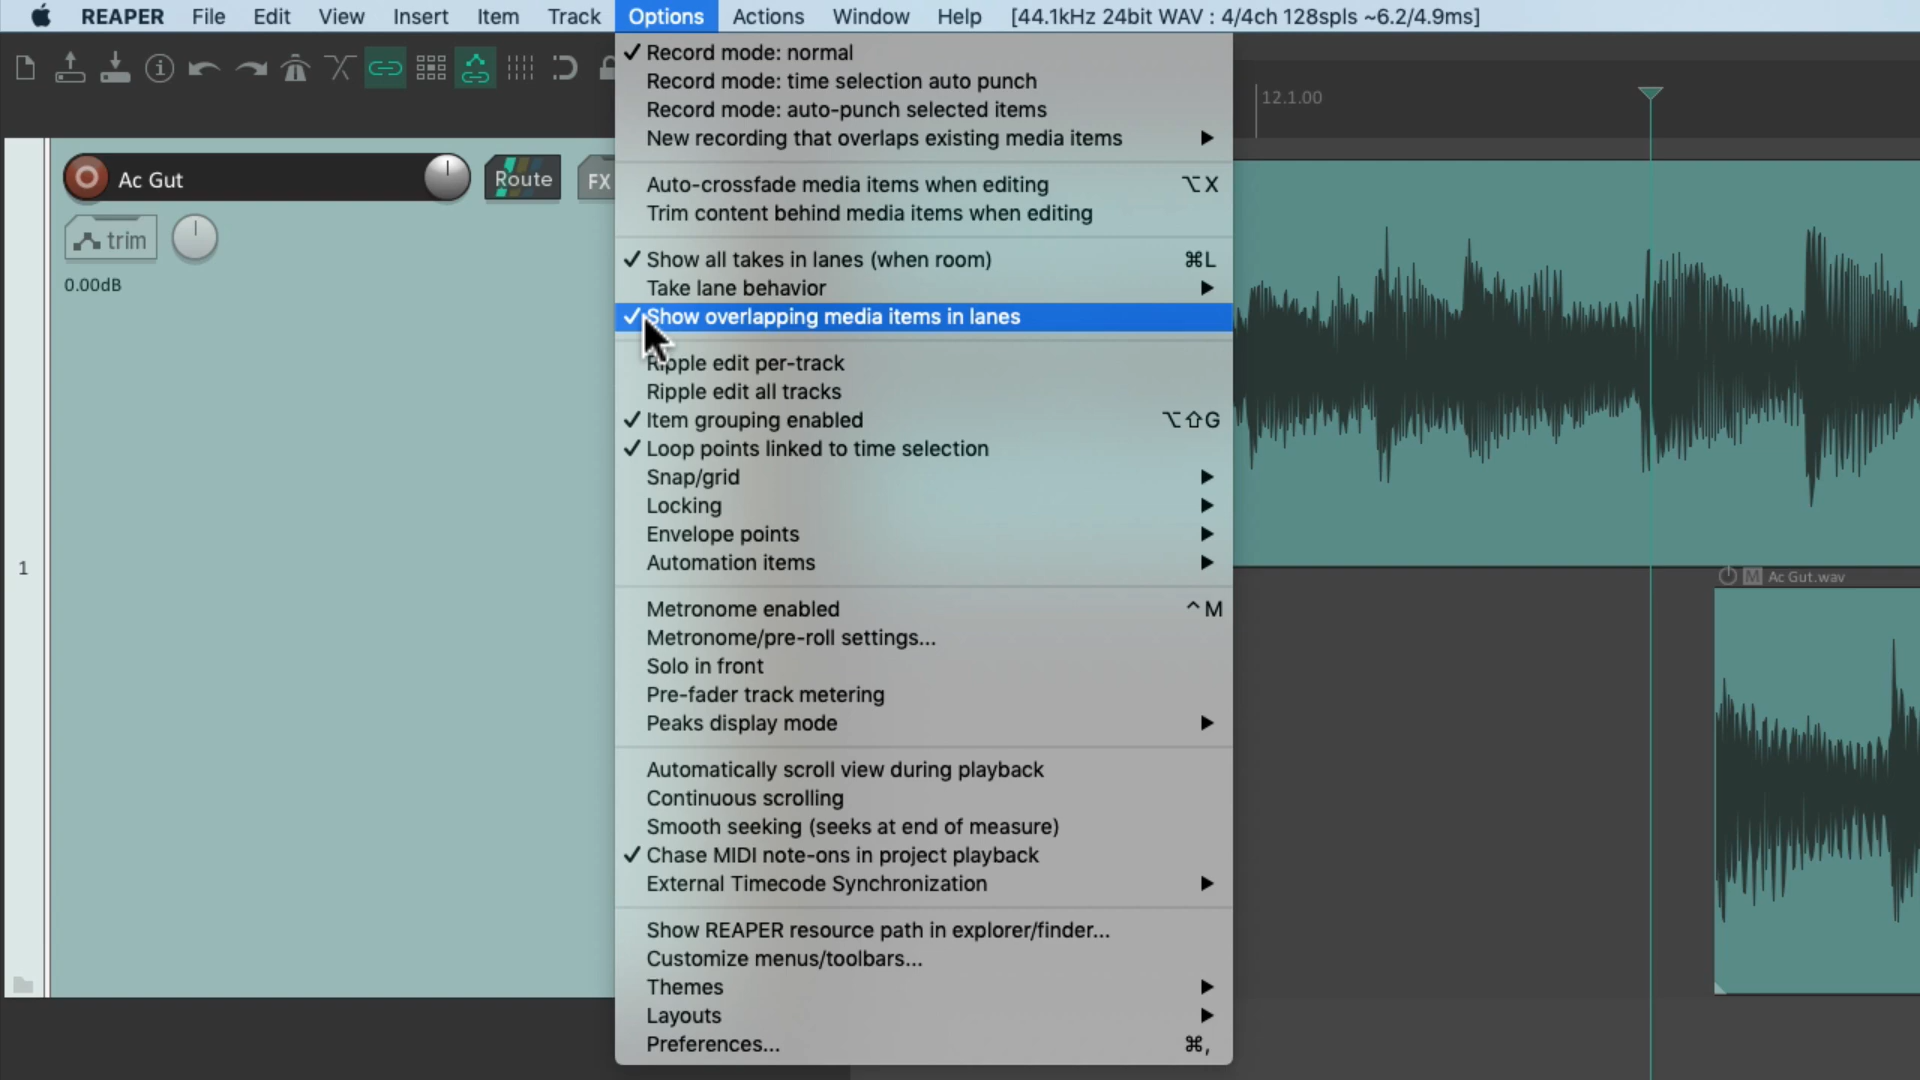 REAPER File Edit View Insert Item Track Options Actions Window Help [44.1kHz 24bit WAV : 4/4ch 128spls ~6.2/4.9ms]
✓ Record mode: normal
Record mode: time selection auto punch
Record mode: auto-punch selected items
New recording that overlaps existing media items ▶
Auto-crossfade media items when editing ⌥X
Trim content behind media items when editing
✓ Show all takes in lanes (when room) ⌘L
Take lane behavior ▶
✓ Show overlapping media items in lanes
Ripple edit per-track
Ripple edit all tracks
✓ Item grouping enabled ⌥⇧G
✓ Loop points linked to time selection
Snap/grid ▶
Locking ▶
Envelope points ▶
Automation items ▶
Metronome enabled ^M
Metronome/pre-roll settings...
Solo in front
Pre-fader track metering
Peaks display mode ▶
Automatically scroll view during playback
Continuous scrolling
Smooth seeking (seeks at end of measure)
✓ Chase MIDI note-ons in project playback
External Timecode Synchronization ▶
Show REAPER resource path in explorer/finder...
Customize menus/toolbars...
Themes ▶
Layouts ▶
Preferences... ⌘,
Ac Gut Route FX
trim
0.00dB
1
12.1.00
M Ac Gut.wav